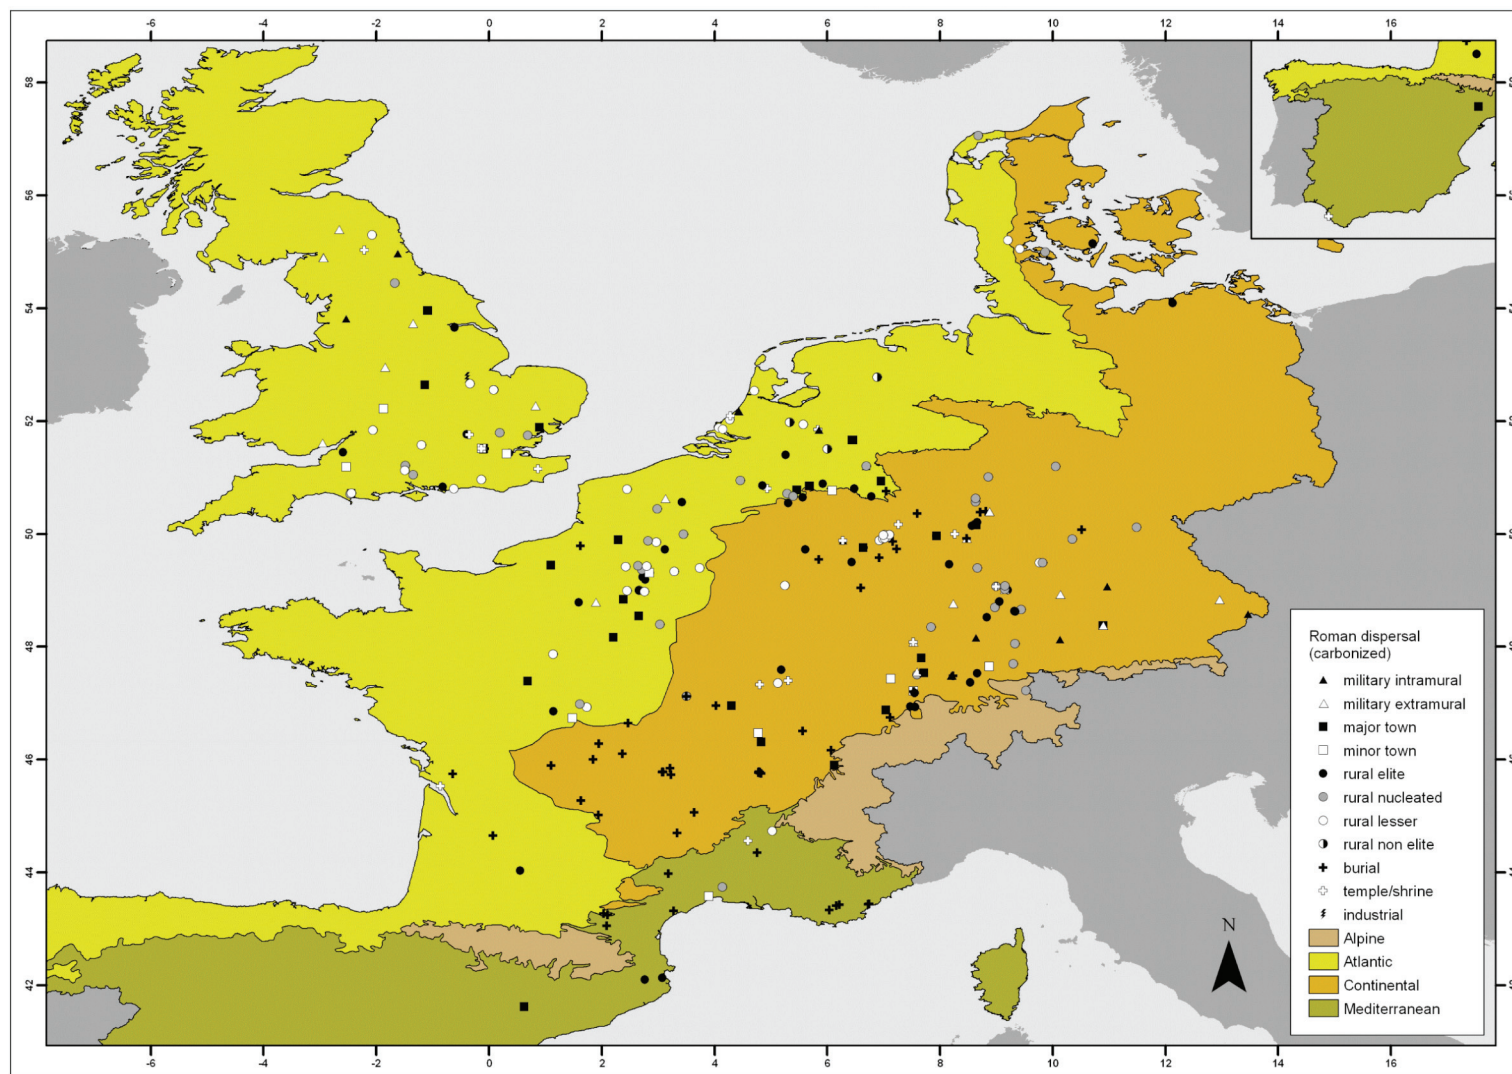 -6 -4 -2 0 2 4 6 8 10 12 14 16
58
56
54
52
50
48
46
44
42
N
Roman dispersal
(carbonized)
military intramural
military extramural
major town
minor town
rural elite
rural nucleated
rural lesser
rural non elite
burial
temple/shrine
industrial
Alpine
Atlantic
Continental
Mediterranean
-6 -4 -2 0 2 4 6 8 10 12 14 16